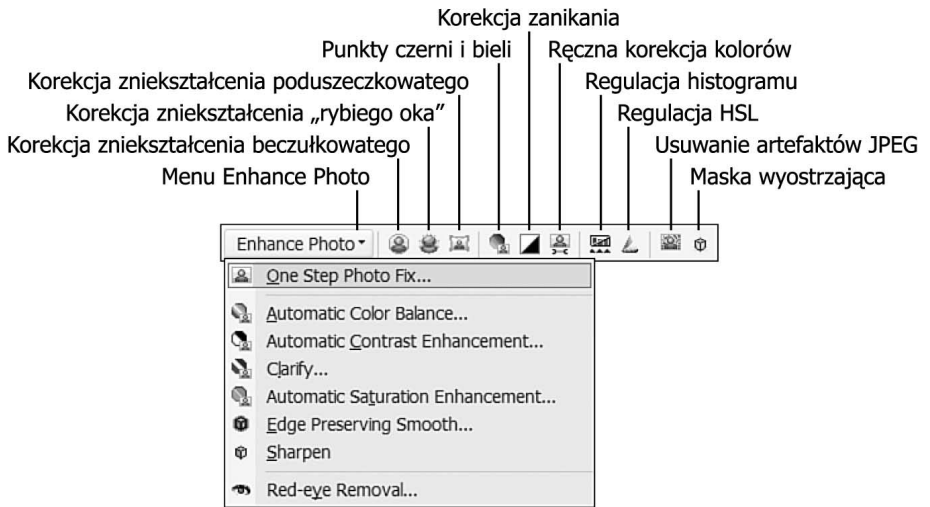 Korekcja zanikania
Punkty czerni i bieli
Ręczna korekcja kolorów
Korekcja zniekształcenia poduszeczkowatego
Regulacja histogramu
Korekcja zniekształcenia „rybiego oka”
Regulacja HSL
Korekcja zniekształcenia beczułkowatego
Usuwanie artefaktów JPEG
Menu Enhance Photo
Maska wyostrzająca
Enhance Photo
One Step Photo Fix...
Automatic Color Balance...
Automatic Contrast Enhancement...
Clarify...
Automatic Saturation Enhancement...
Edge Preserving Smooth...
Sharpen
Red-eye Removal...